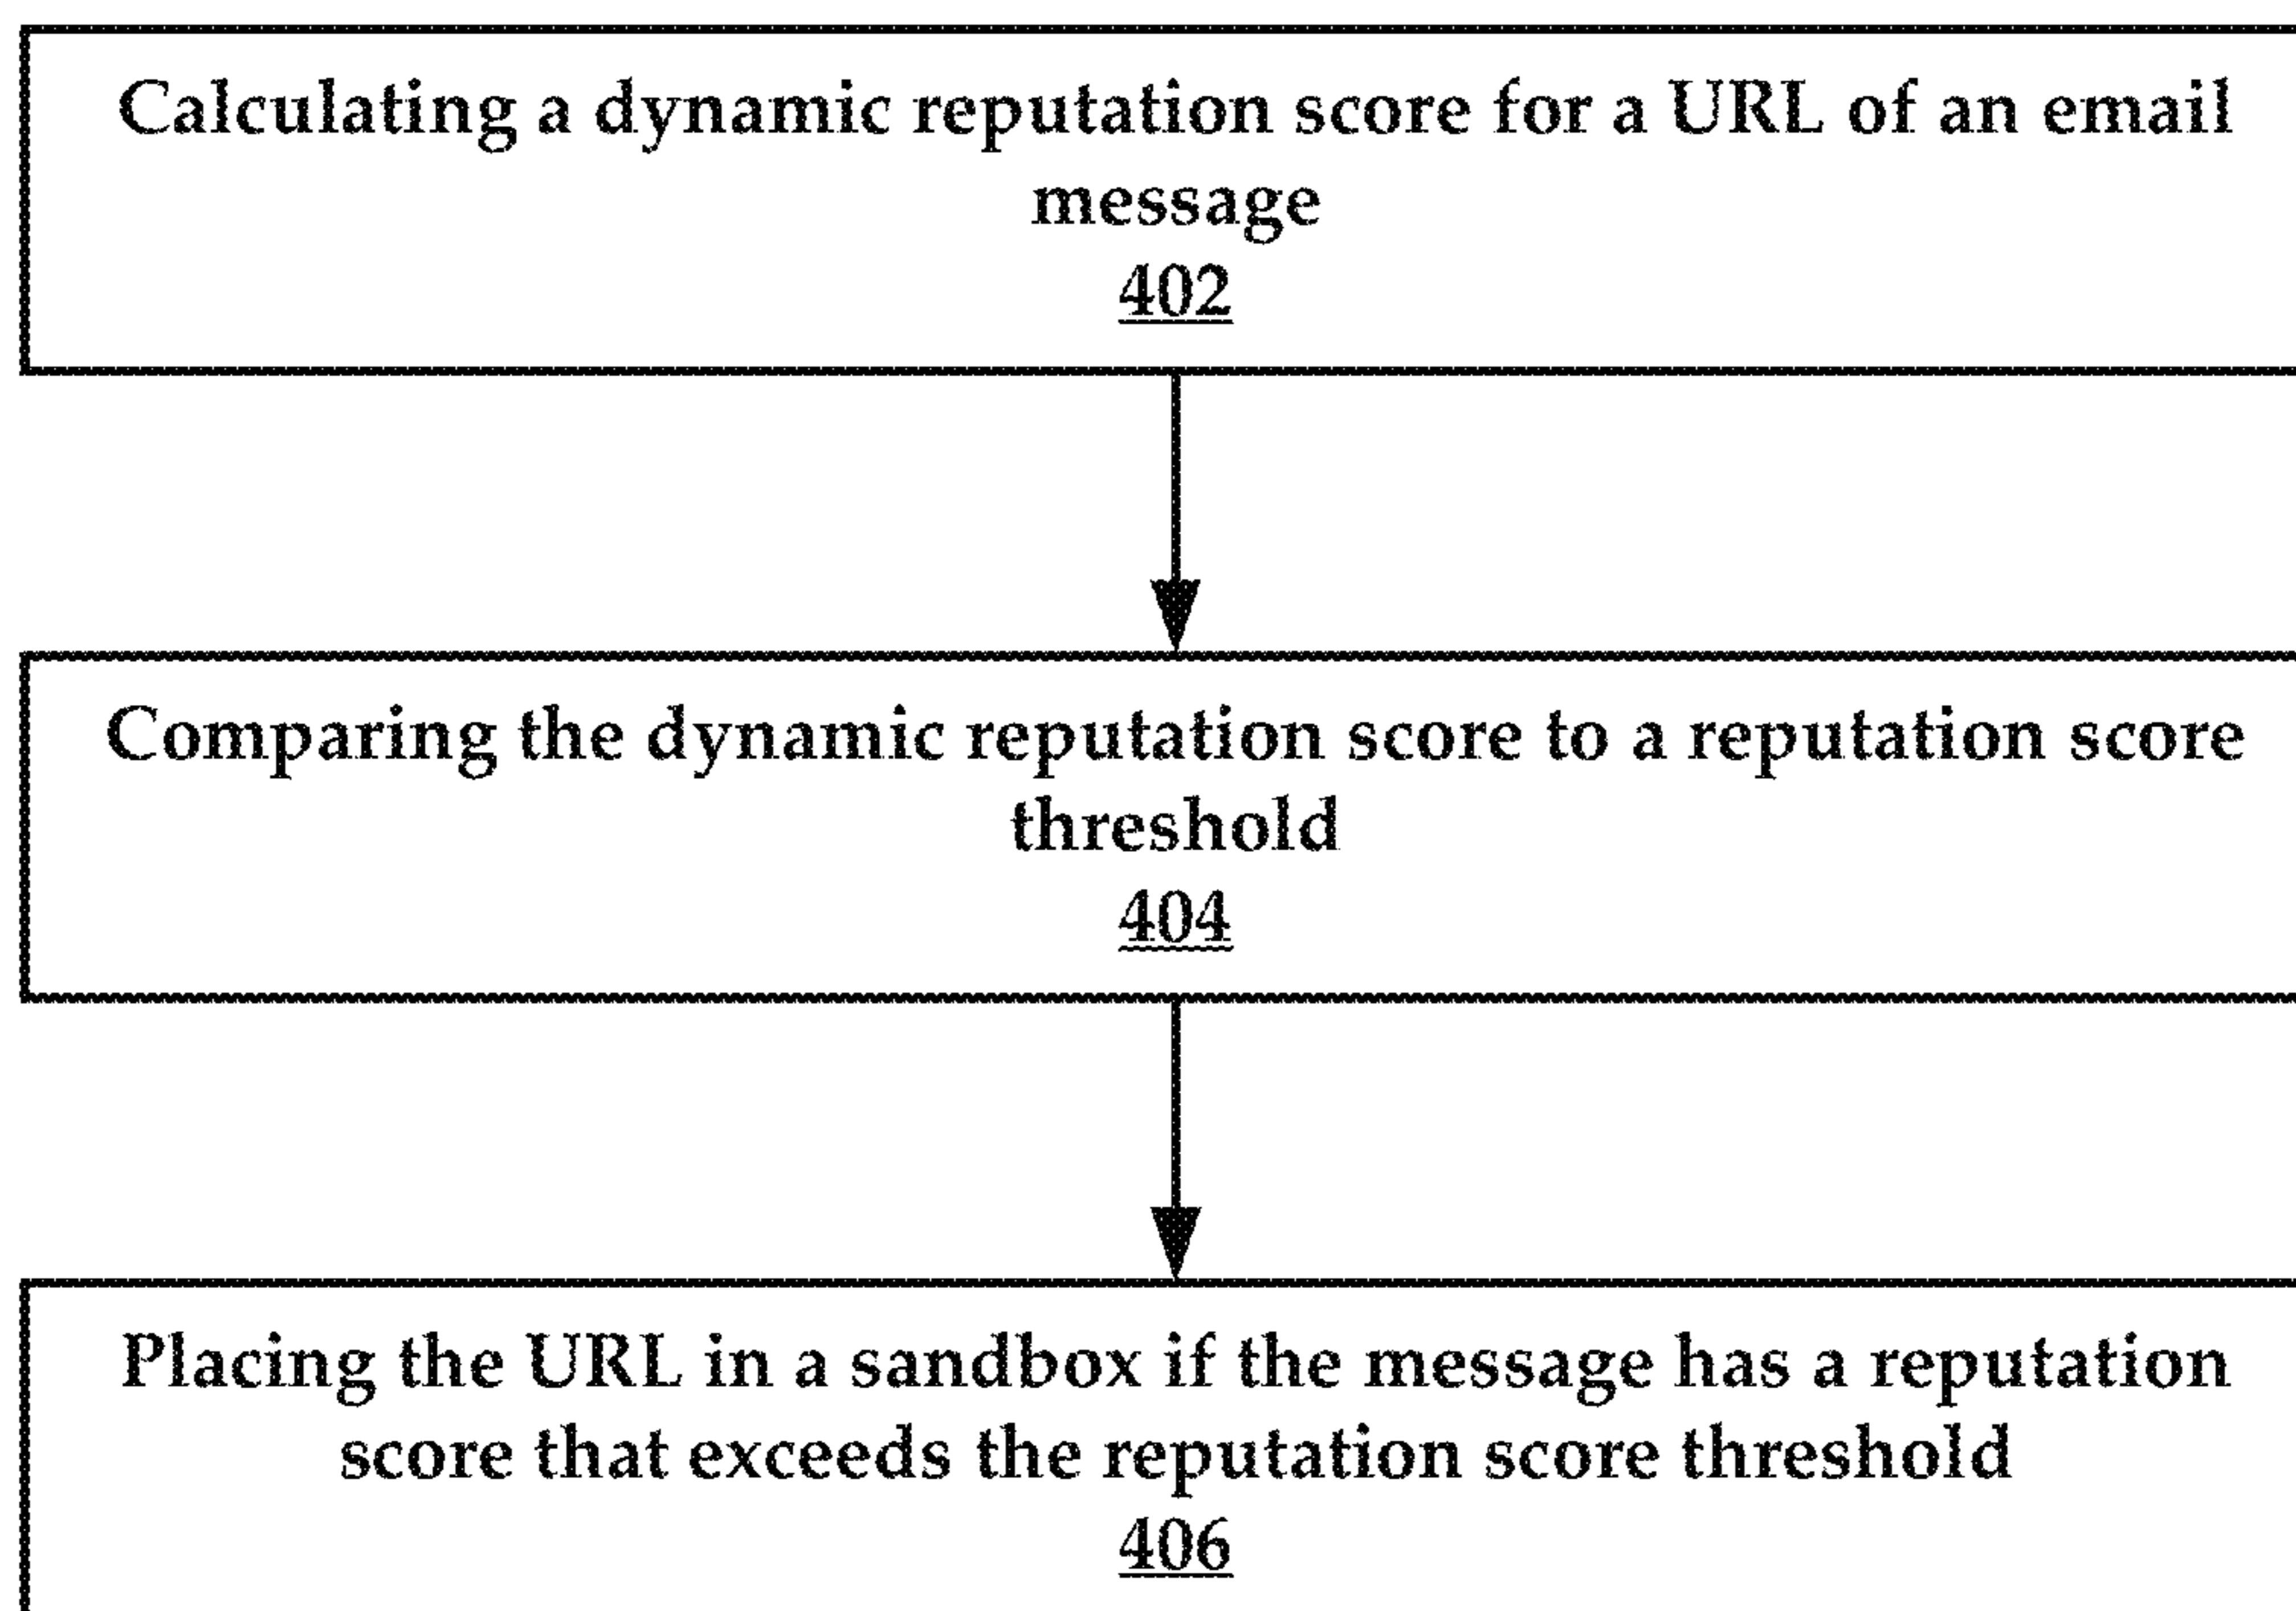 Calculating a dynamic reputation score for a URL of an email
message
402
Comparing the dynamic reputation score to a reputation score
threshold
404
Placing the URL in a sandbox if the message has a reputation
score that exceeds the reputation score threshold
406